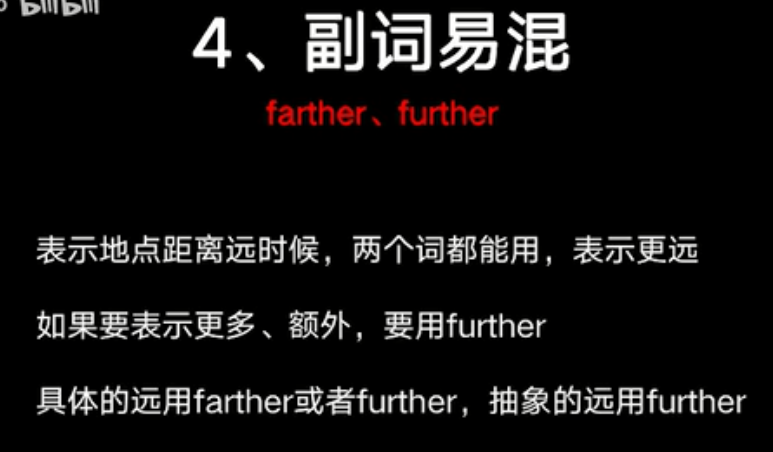 bilibili
4、副词易混
farther、further
表示地点距离远时候，两个词都能用，表示更远
如果要表示更多、额外，要用further
具体的远用farther或者further，抽象的远用further